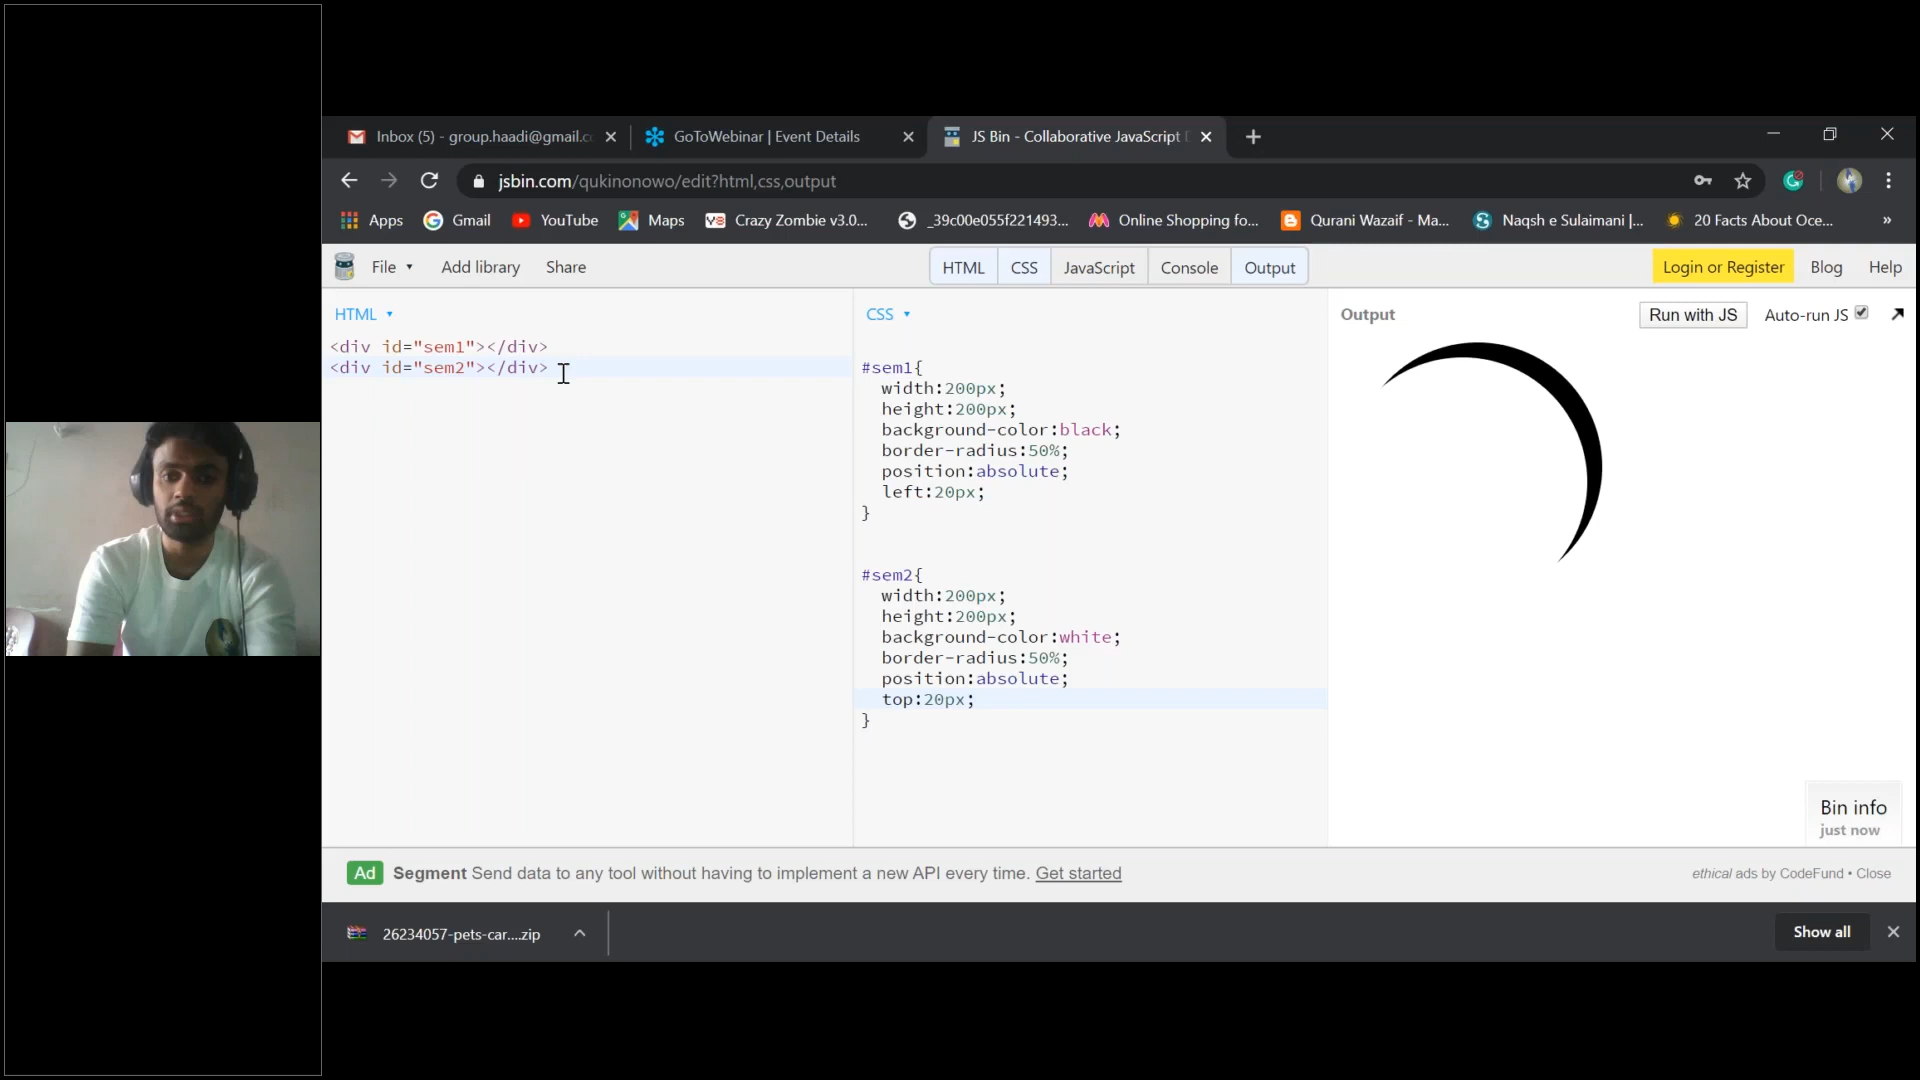 Inbox (5) - group.haadi@gmail.c
GoToWebinar | Event Details
JS Bin - Collaborative JavaScript
jsbin.com/qukinonowo/edit?html,css,output
Apps
Gmail
YouTube
Maps
Crazy Zombie v3.0...
_39c00e055f221493...
Online Shopping fo...
Qurani Wazaif - Ma...
Naqsh e Sulaimani |...
20 Facts About Oce...
»
File
Add library
Share
HTML
CSS
JavaScript
Console
Output
Login or Register
Blog
Help
HTML
<div id="sem1"></div>
<div id="sem2"></div>
CSS
#sem1{
width:200px;
height:200px;
background-color:black;
border-radius:50%;
position:absolute;
left:20px;
}
#sem2{
width:200px;
height:200px;
background-color:white;
border-radius:50%;
position:absolute;
top:20px;
}
Output
Run with JS
Auto-run JS
Bin info
just now
Ad
Segment Send data to any tool without having to implement a new API every time. Get started
ethical ads by CodeFund • Close
26234057-pets-car....zip
Show all